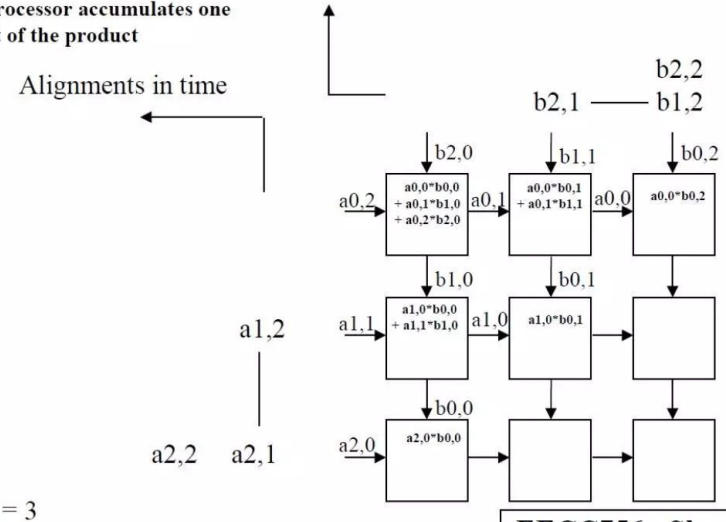 rocessor accumulates one
of the product
Alignments in time
b2,2
b2,1 b1,2
b2,0 b1,1 b0,2
a0,2 a0,0*b0,0 + a0,1*b1,0 + a0,2*b2,0 a0,1 a0,0*b0,1 + a0,1*b1,1 a0,0 a0,0*b0,2
b1,0 b0,1
a1,2 a1,1 a1,0*b0,0 + a1,1*b1,0 a1,0 a1,0*b0,1
b0,0
a2,2 a2,1 a2,0 a2,0*b0,0
= 3